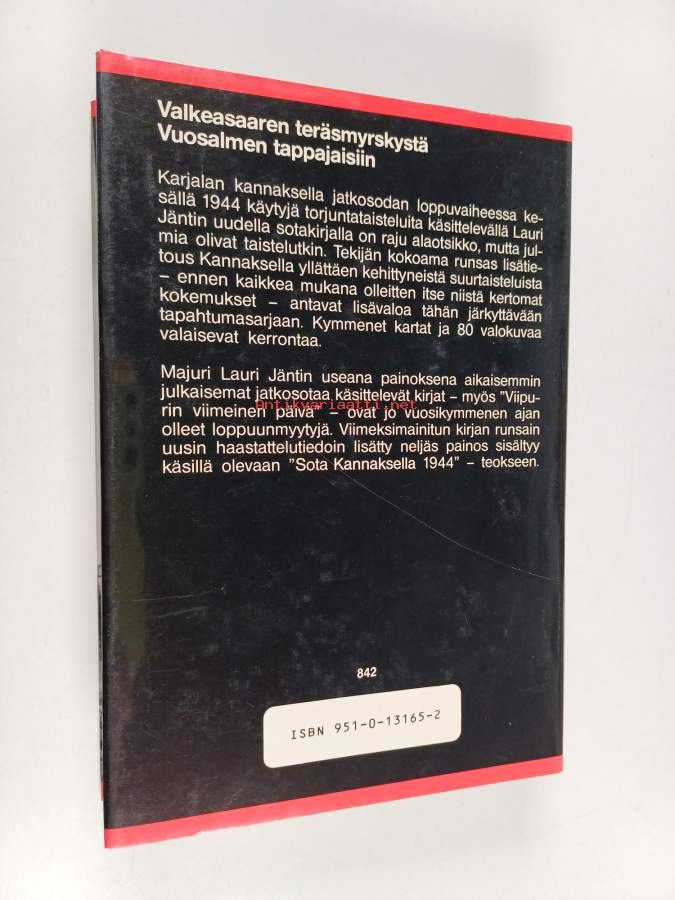 Valkeasaaren teräsmyrskystä
Vuosalmen tappajaisiin
Karjalan kannaksella jatkosodan loppuvaiheessa ke-
sällä 1944 käytyjä torjuntataisteluita käsittelevällä Lauri
Jäntin uudella sotakirjalla on raju alaotsikko, mutta jul-
mia olivat taistelutkin. Tekijän kokoama runsas lisätie-
tous Kannaksella yllättäen kehittyneistä suurtaisteluista
– ennen kaikkea mukana olleitten itse niistä kertomat
kokemukset – antavat lisävaloa tähän järkyttävään
tapahtumasarjaan. Kymmenet kartat ja 80 valokuvaa
valaisevat kerrontaa.
Majuri Lauri Jäntin useana painoksena aikaisemmin
julkaisemat jatkosotaa käsittelevät kirjat – myös "Viipu-
Antikvariaatti.net
rin viimeinen päivä" – ovat jo vuosikymmenen ajan
olleet loppuunmyytyjä. Viimeksimainitun kirjan runsain
uusin haastattelutiedoin lisätty neljäs painos sisältyy
käsillä olevaan "Sota Kannaksella 1944" – teokseen.
842
ISBN 951-0-13165-2